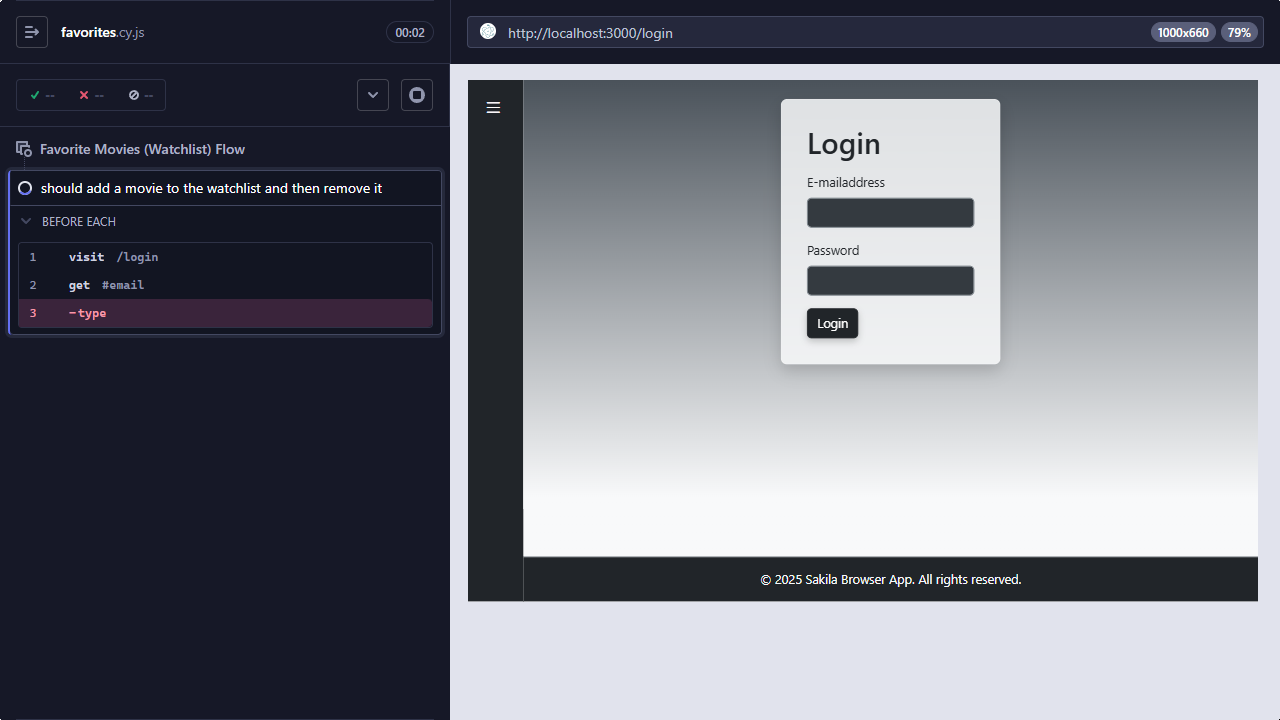 favorites.cy.js
00:02
-- -- --
Favorite Movies (Watchlist) Flow
should add a movie to the watchlist and then remove it
BEFORE EACH
1 visit /login
2 get #email
3 -type
http://localhost:3000/login
1000x660 79%
Login
E-mailaddress
Password
Login
© 2025 Sakila Browser App. All rights reserved.